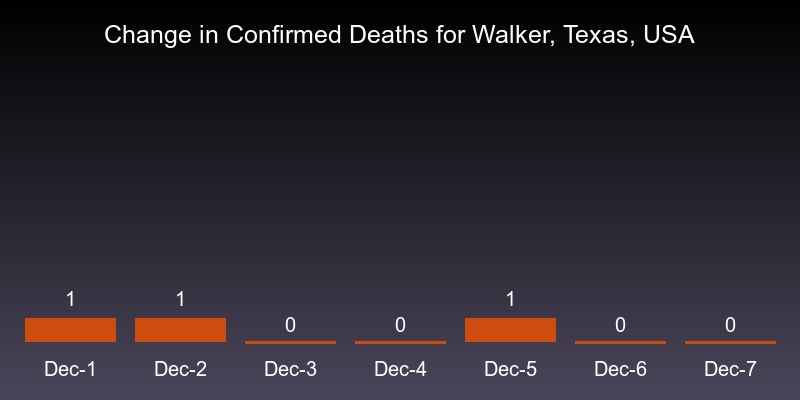 Change in Confirmed Deaths for Walker, Texas, USA
1 1 0 0 1 0 0
Dec-1 Dec-2 Dec-3 Dec-4 Dec-5 Dec-6 Dec-7